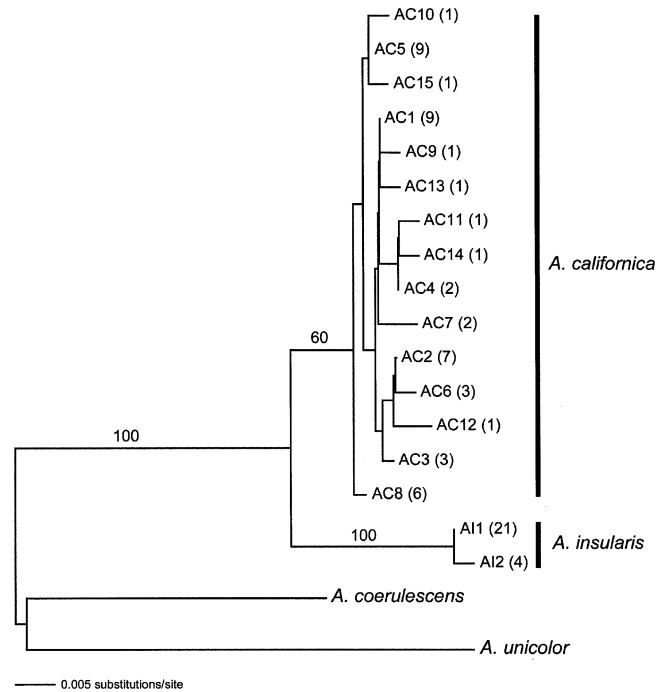 AC10 (1)
AC5 (9)
AC15 (1)
AC1 (9)
AC9 (1)
AC13 (1)
AC11 (1)
AC14 (1)
A. californica
AC4 (2)
AC7 (2)
60
AC2 (7)
AC6 (3)
AC12 (1)
100
AC3 (3)
AC8 (6)
AI1 (21)
100
A. insularis
AI2 (4)
A. coerulescens
A. unicolor
0.005 substitutions/site